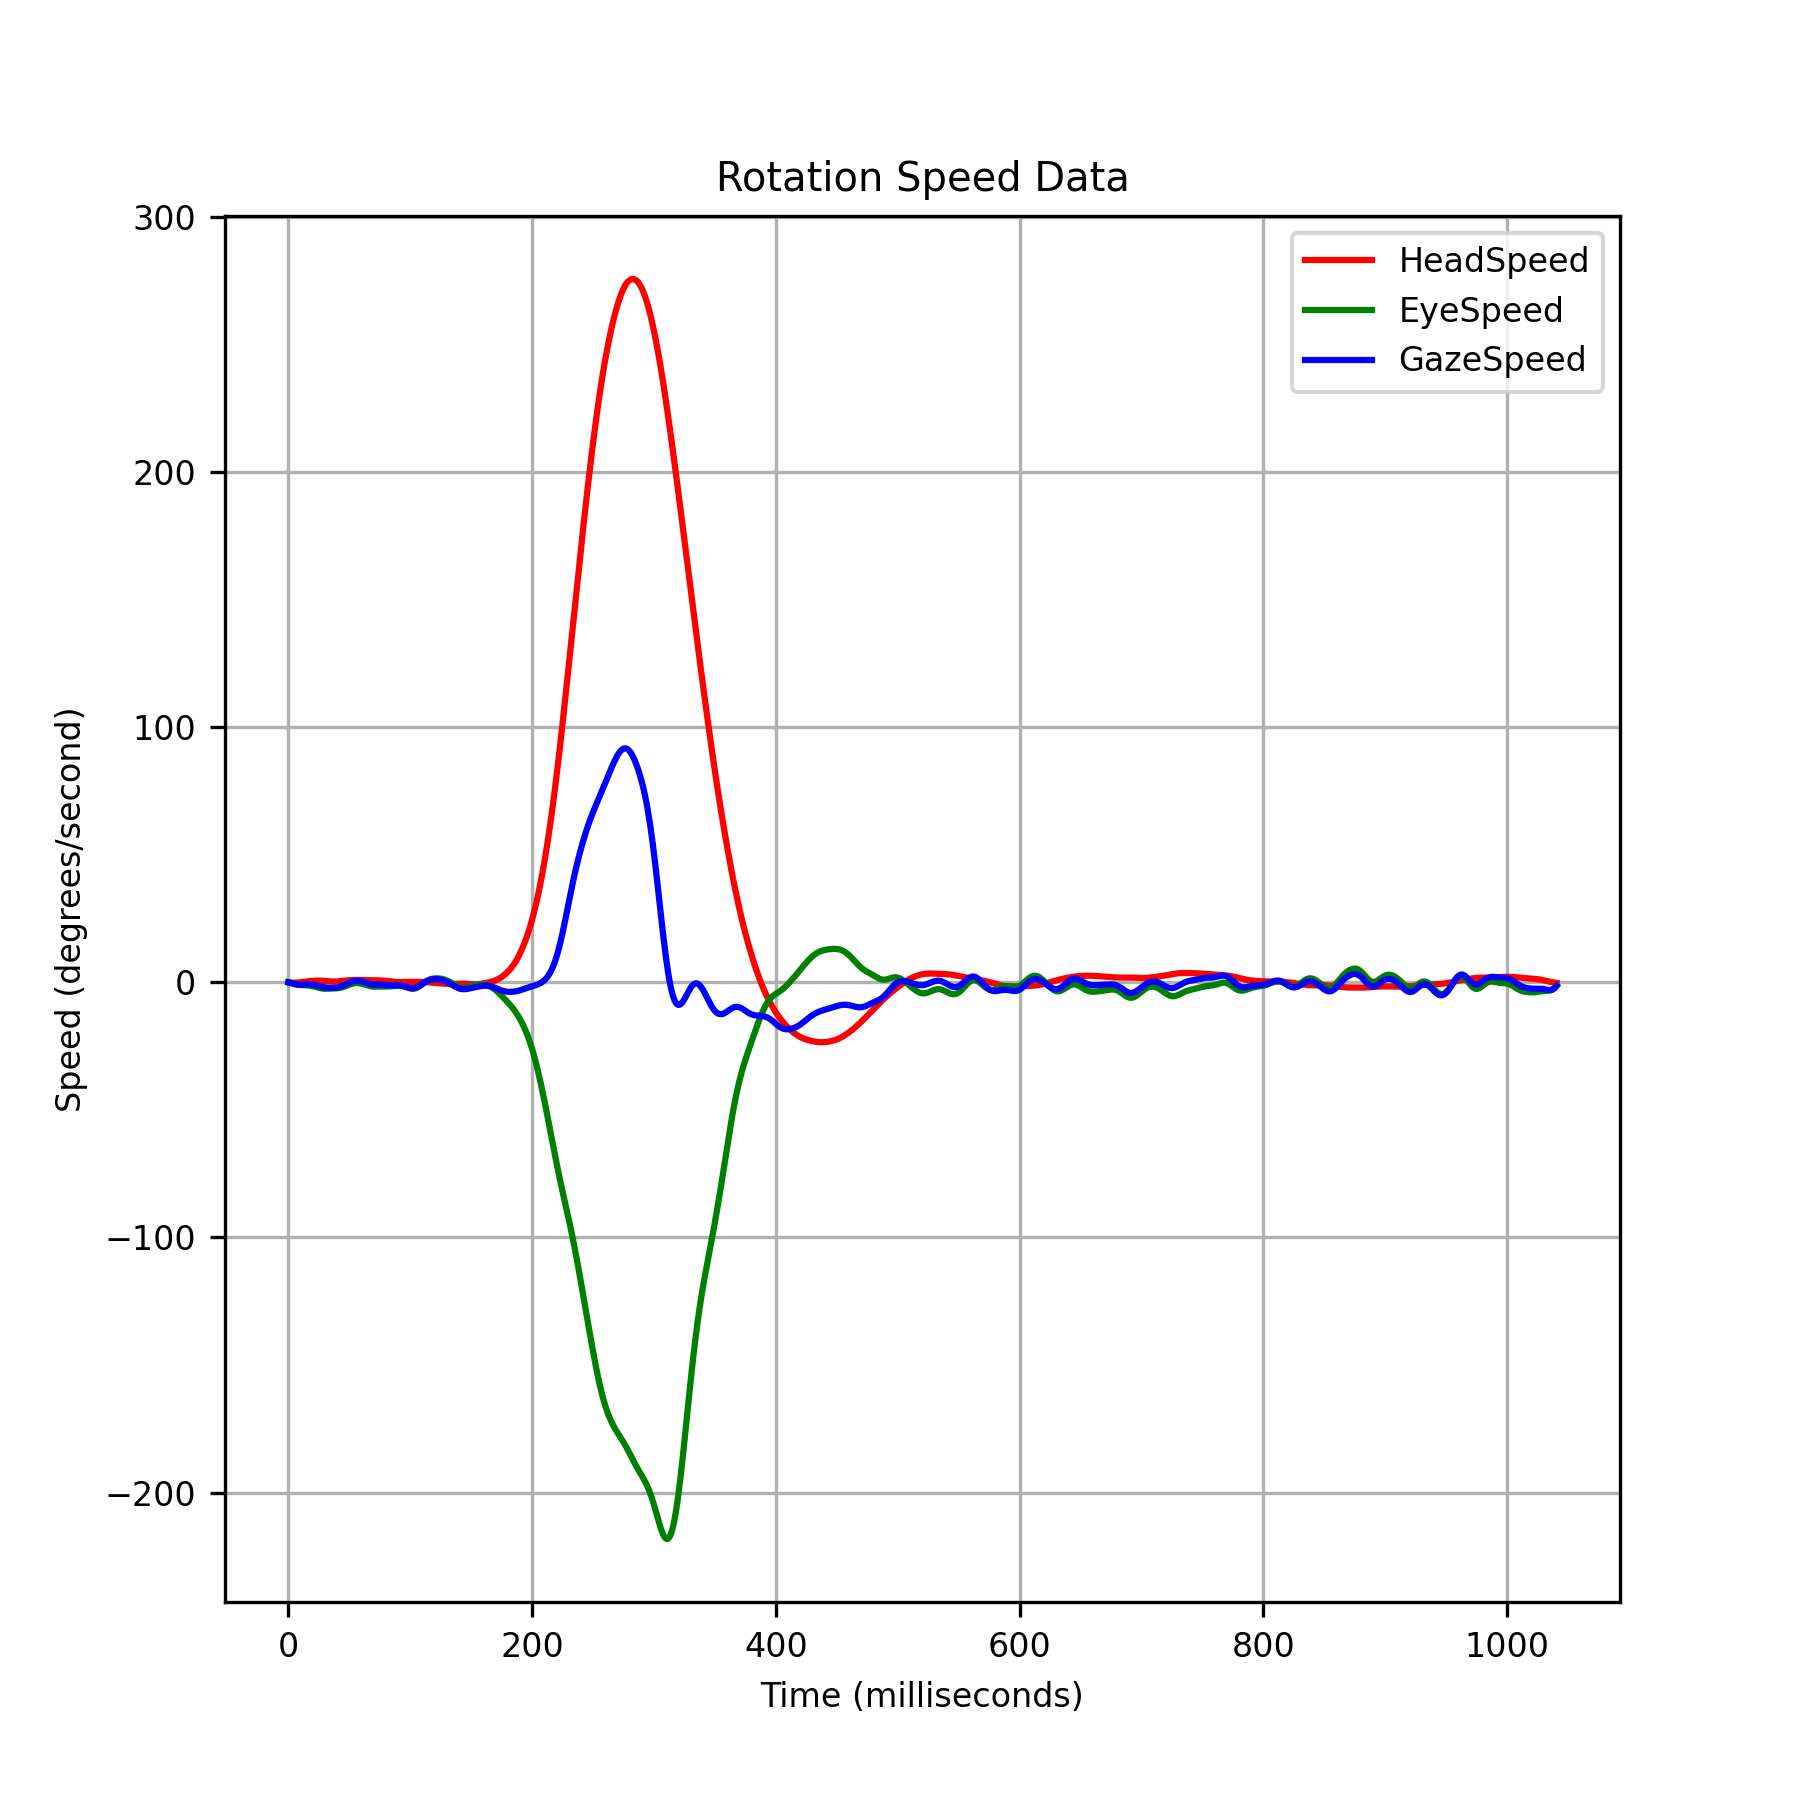 Rotation Speed Data
300
200
100
0
−100
−200
Speed (degrees/second)
HeadSpeed
EyeSpeed
GazeSpeed
0 200 400 600 800 1000
Time (milliseconds)